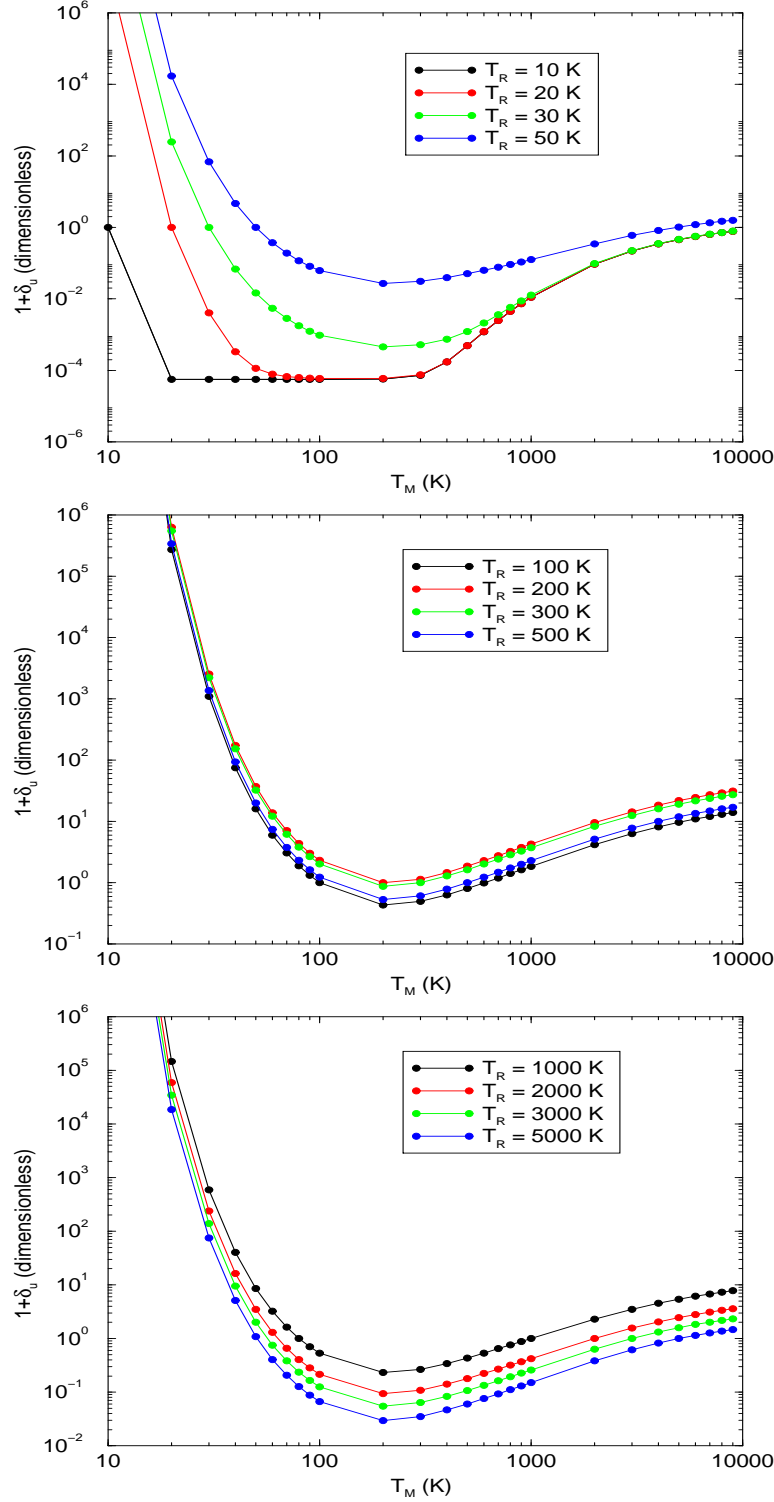 10^6
10^4
10^2
10^0
10^-2
10^-4
10^-6
1+δ_u (dimensionless)
T_R = 10 K
T_R = 20 K
T_R = 30 K
T_R = 50 K
10 100 1000 10000
T_M (K)
10^6
10^5
10^4
10^3
10^2
10^1
10^0
10^-1
1+δ_u (dimensionless)
T_R = 100 K
T_R = 200 K
T_R = 300 K
T_R = 500 K
10 100 1000 10000
T_M (K)
10^6
10^5
10^4
10^3
10^2
10^1
10^0
10^-1
10^-2
1+δ_u (dimensionless)
T_R = 1000 K
T_R = 2000 K
T_R = 3000 K
T_R = 5000 K
10 100 1000 10000
T_M (K)